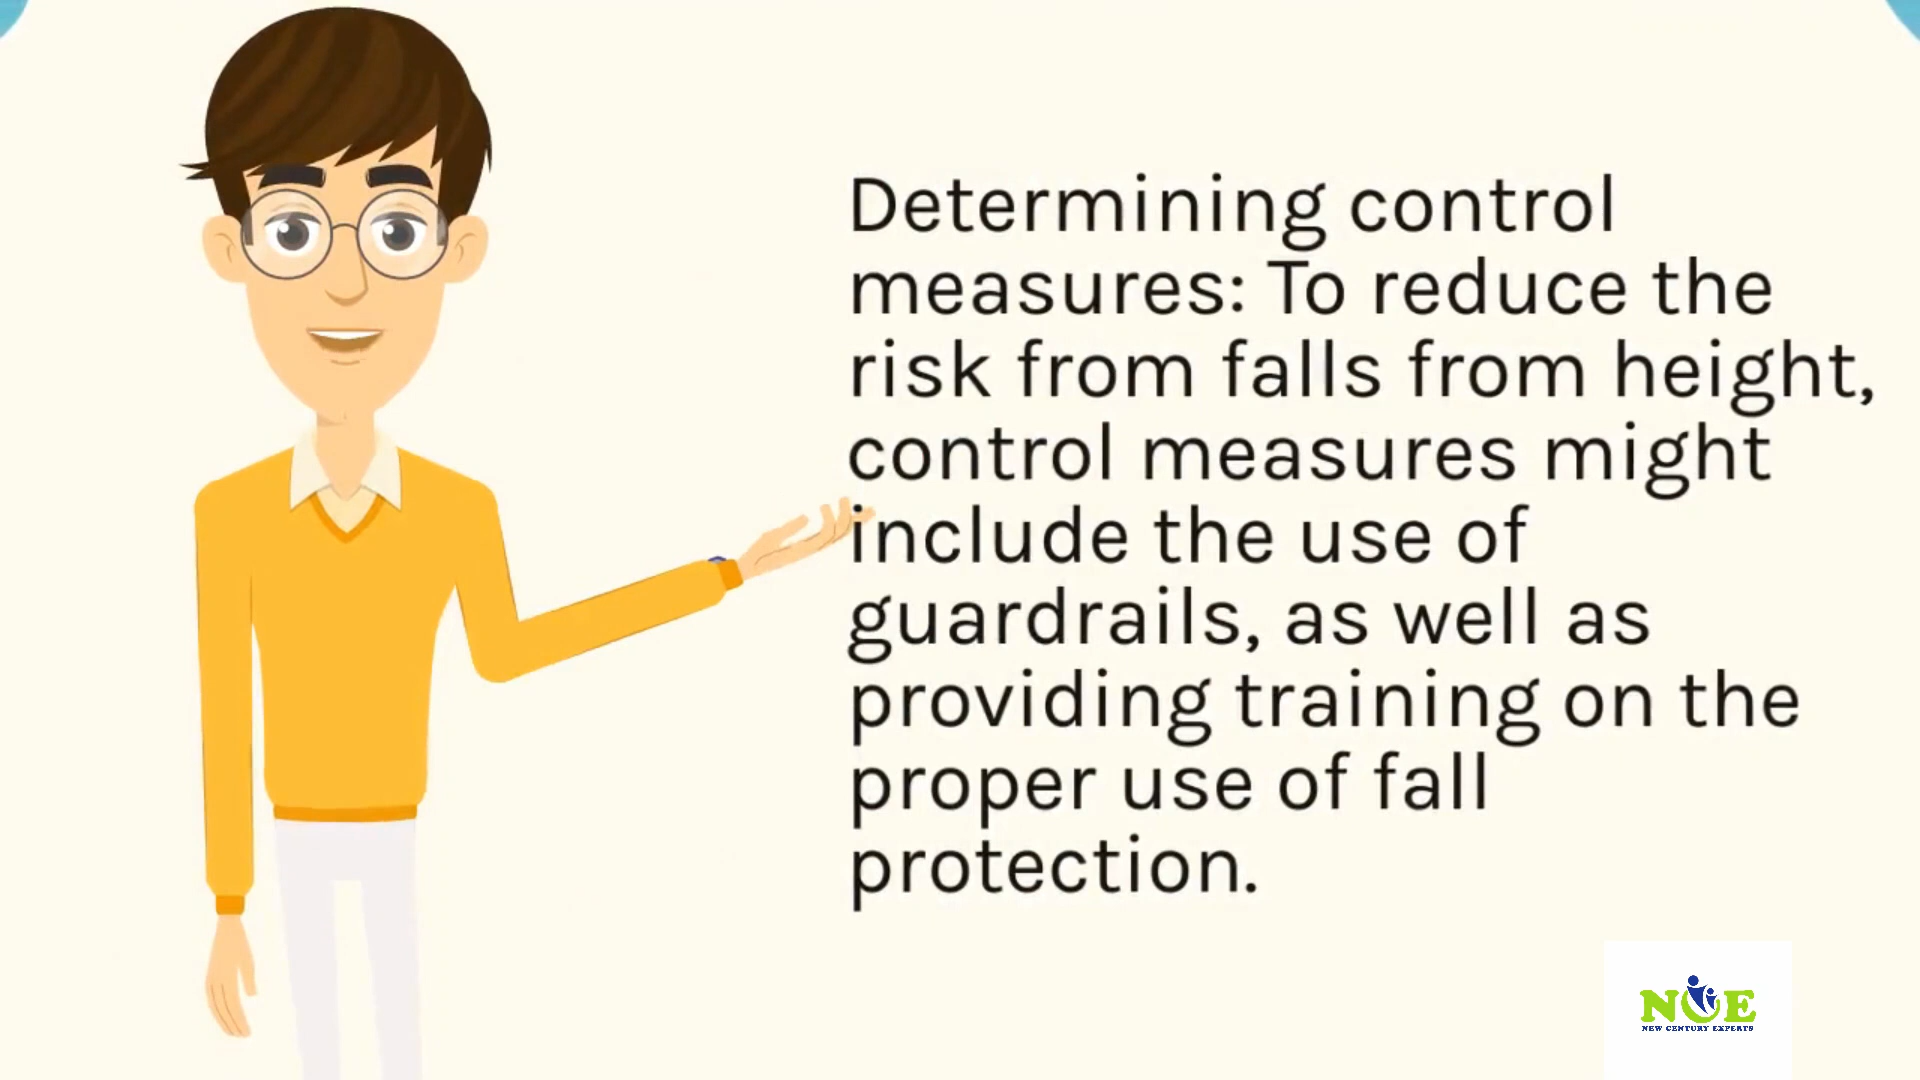 Determining control
measures: To reduce the
risk from falls from height,
control measures might
include the use of
guardrails, as well as
providing training on the
proper use of fall
protection.
NCE
NEW CENTURY EXPERTS